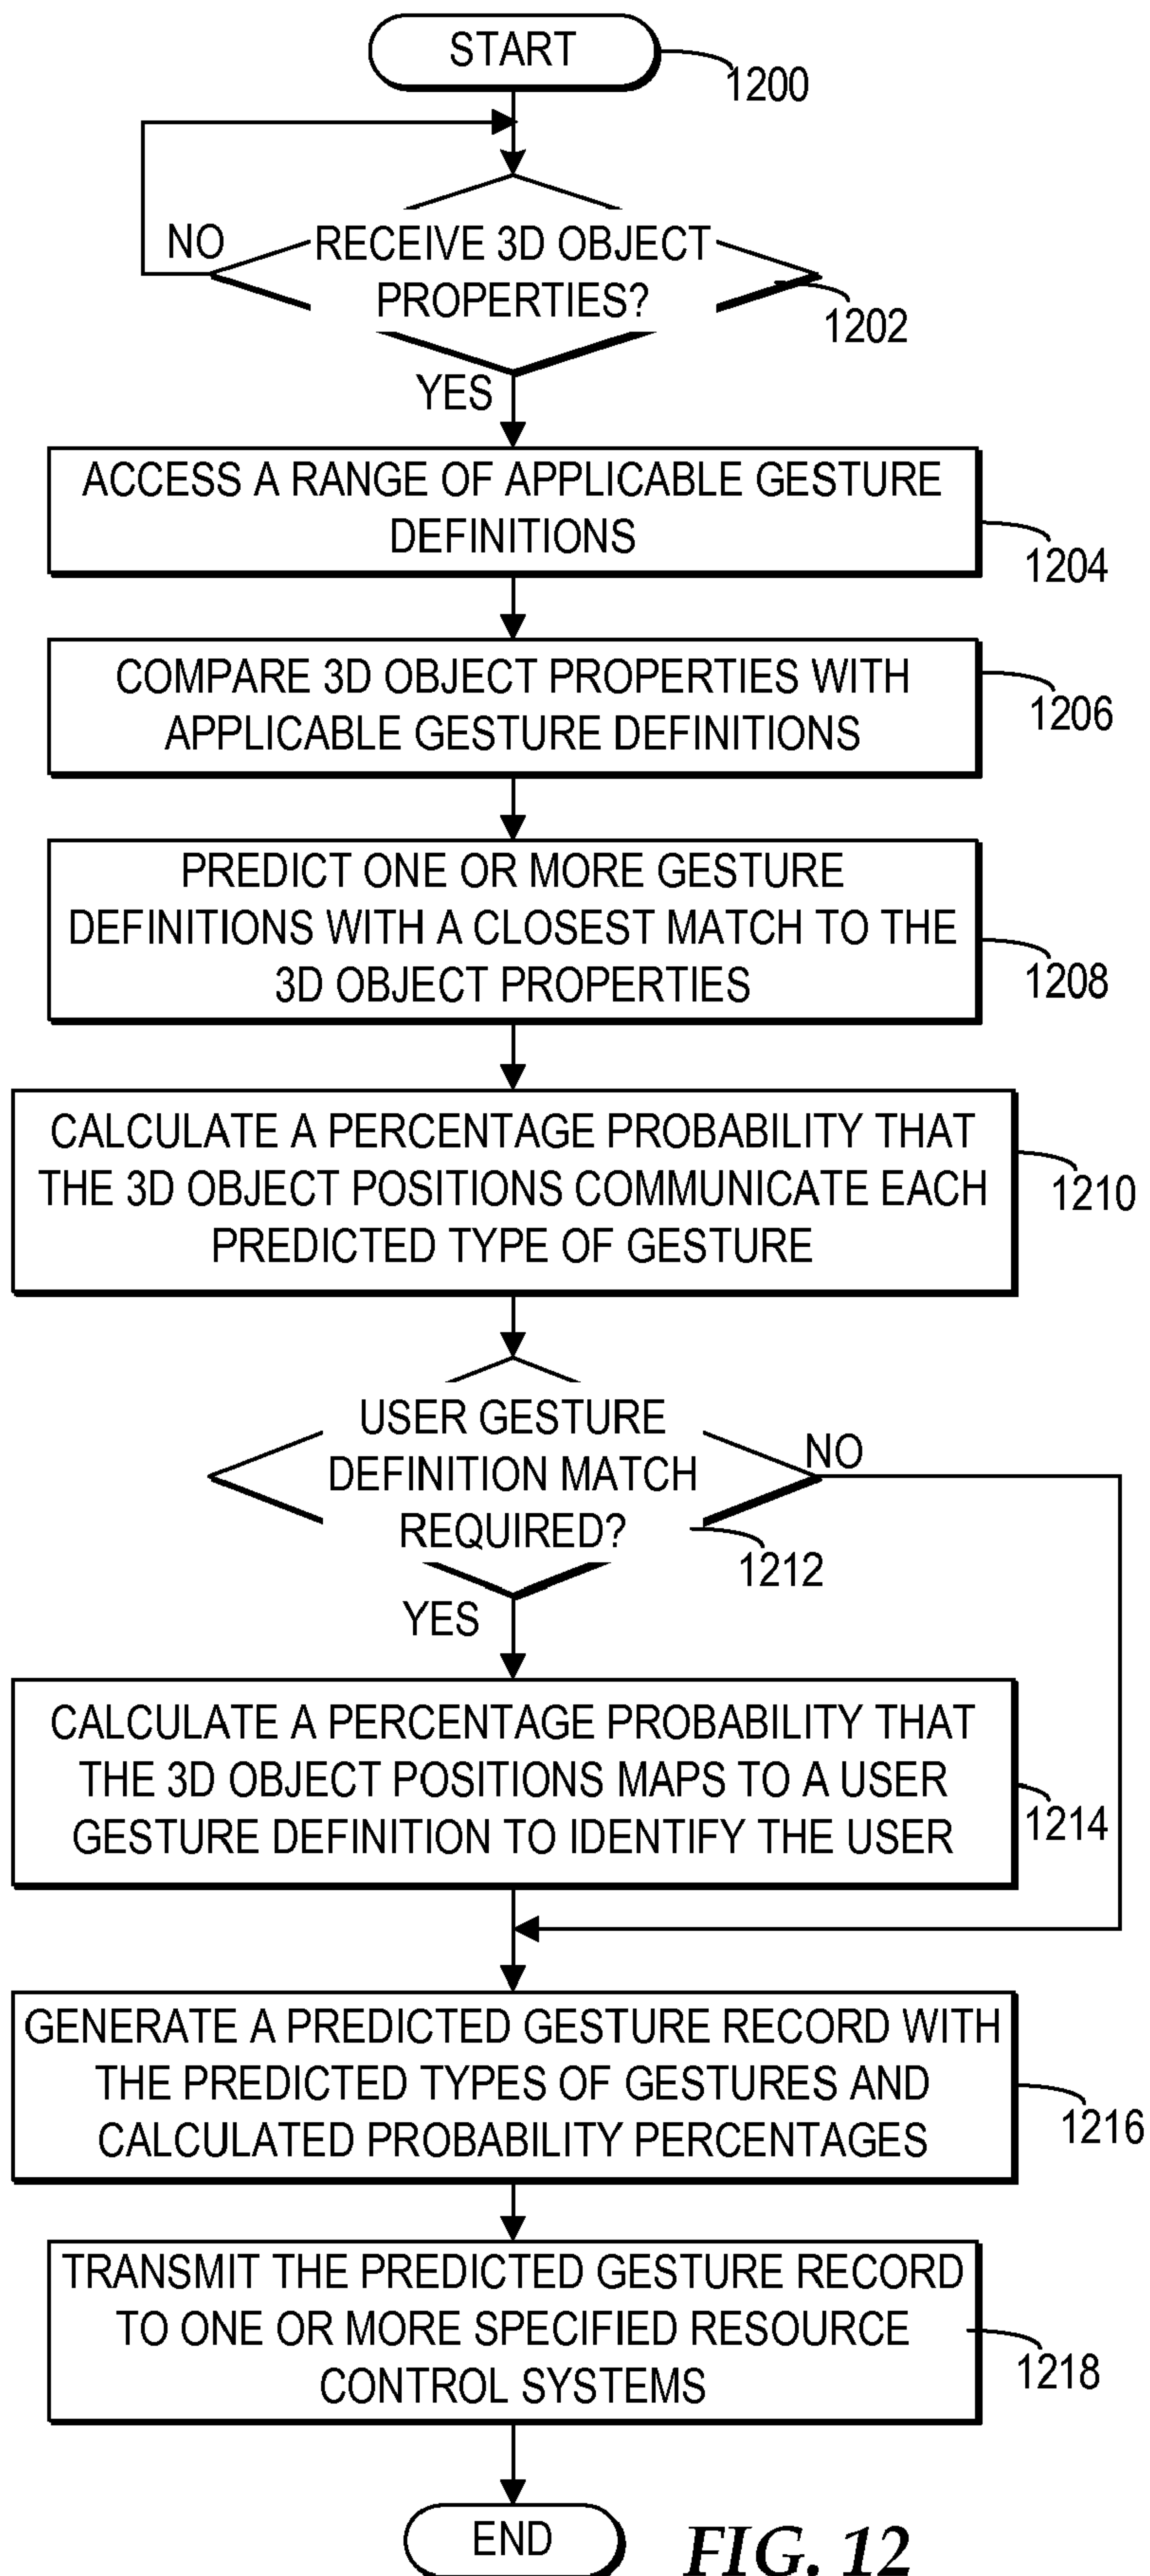 START
1200
NO
RECEIVE 3D OBJECT
PROPERTIES?
1202
YES
ACCESS A RANGE OF APPLICABLE GESTURE
DEFINITIONS
1204
COMPARE 3D OBJECT PROPERTIES WITH
APPLICABLE GESTURE DEFINITIONS
1206
PREDICT ONE OR MORE GESTURE
DEFINITIONS WITH A CLOSEST MATCH TO THE
3D OBJECT PROPERTIES
1208
CALCULATE A PERCENTAGE PROBABILITY THAT
THE 3D OBJECT POSITIONS COMMUNICATE EACH
PREDICTED TYPE OF GESTURE
1210
USER GESTURE
DEFINITION MATCH
REQUIRED?
NO
1212
YES
CALCULATE A PERCENTAGE PROBABILITY THAT
THE 3D OBJECT POSITIONS MAPS TO A USER
GESTURE DEFINITION TO IDENTIFY THE USER
1214
GENERATE A PREDICTED GESTURE RECORD WITH
THE PREDICTED TYPES OF GESTURES AND
CALCULATED PROBABILITY PERCENTAGES
1216
TRANSMIT THE PREDICTED GESTURE RECORD
TO ONE OR MORE SPECIFIED RESOURCE
CONTROL SYSTEMS
1218
END
FIG. 12